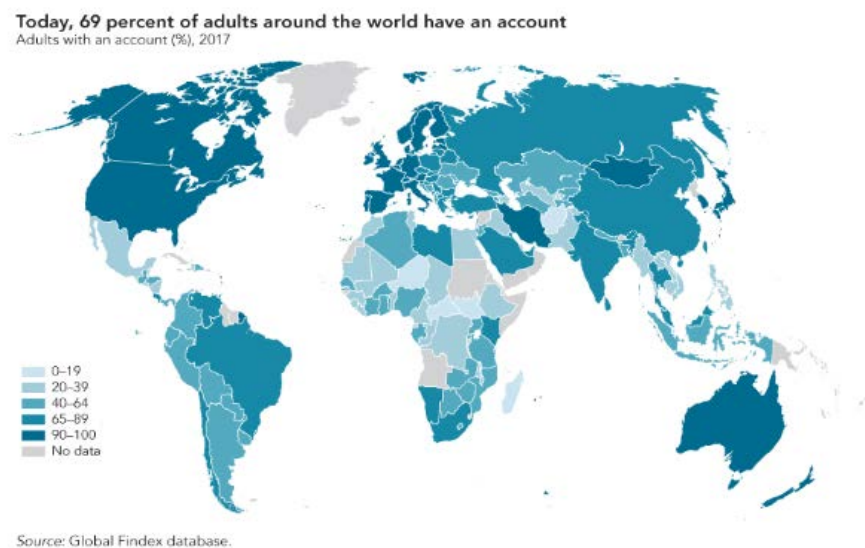 Today, 69 percent of adults around the world have an account
Adults with an account (%), 2017
0–19
20–39
40–64
65–89
90–100
No data
Source: Global Findex database.